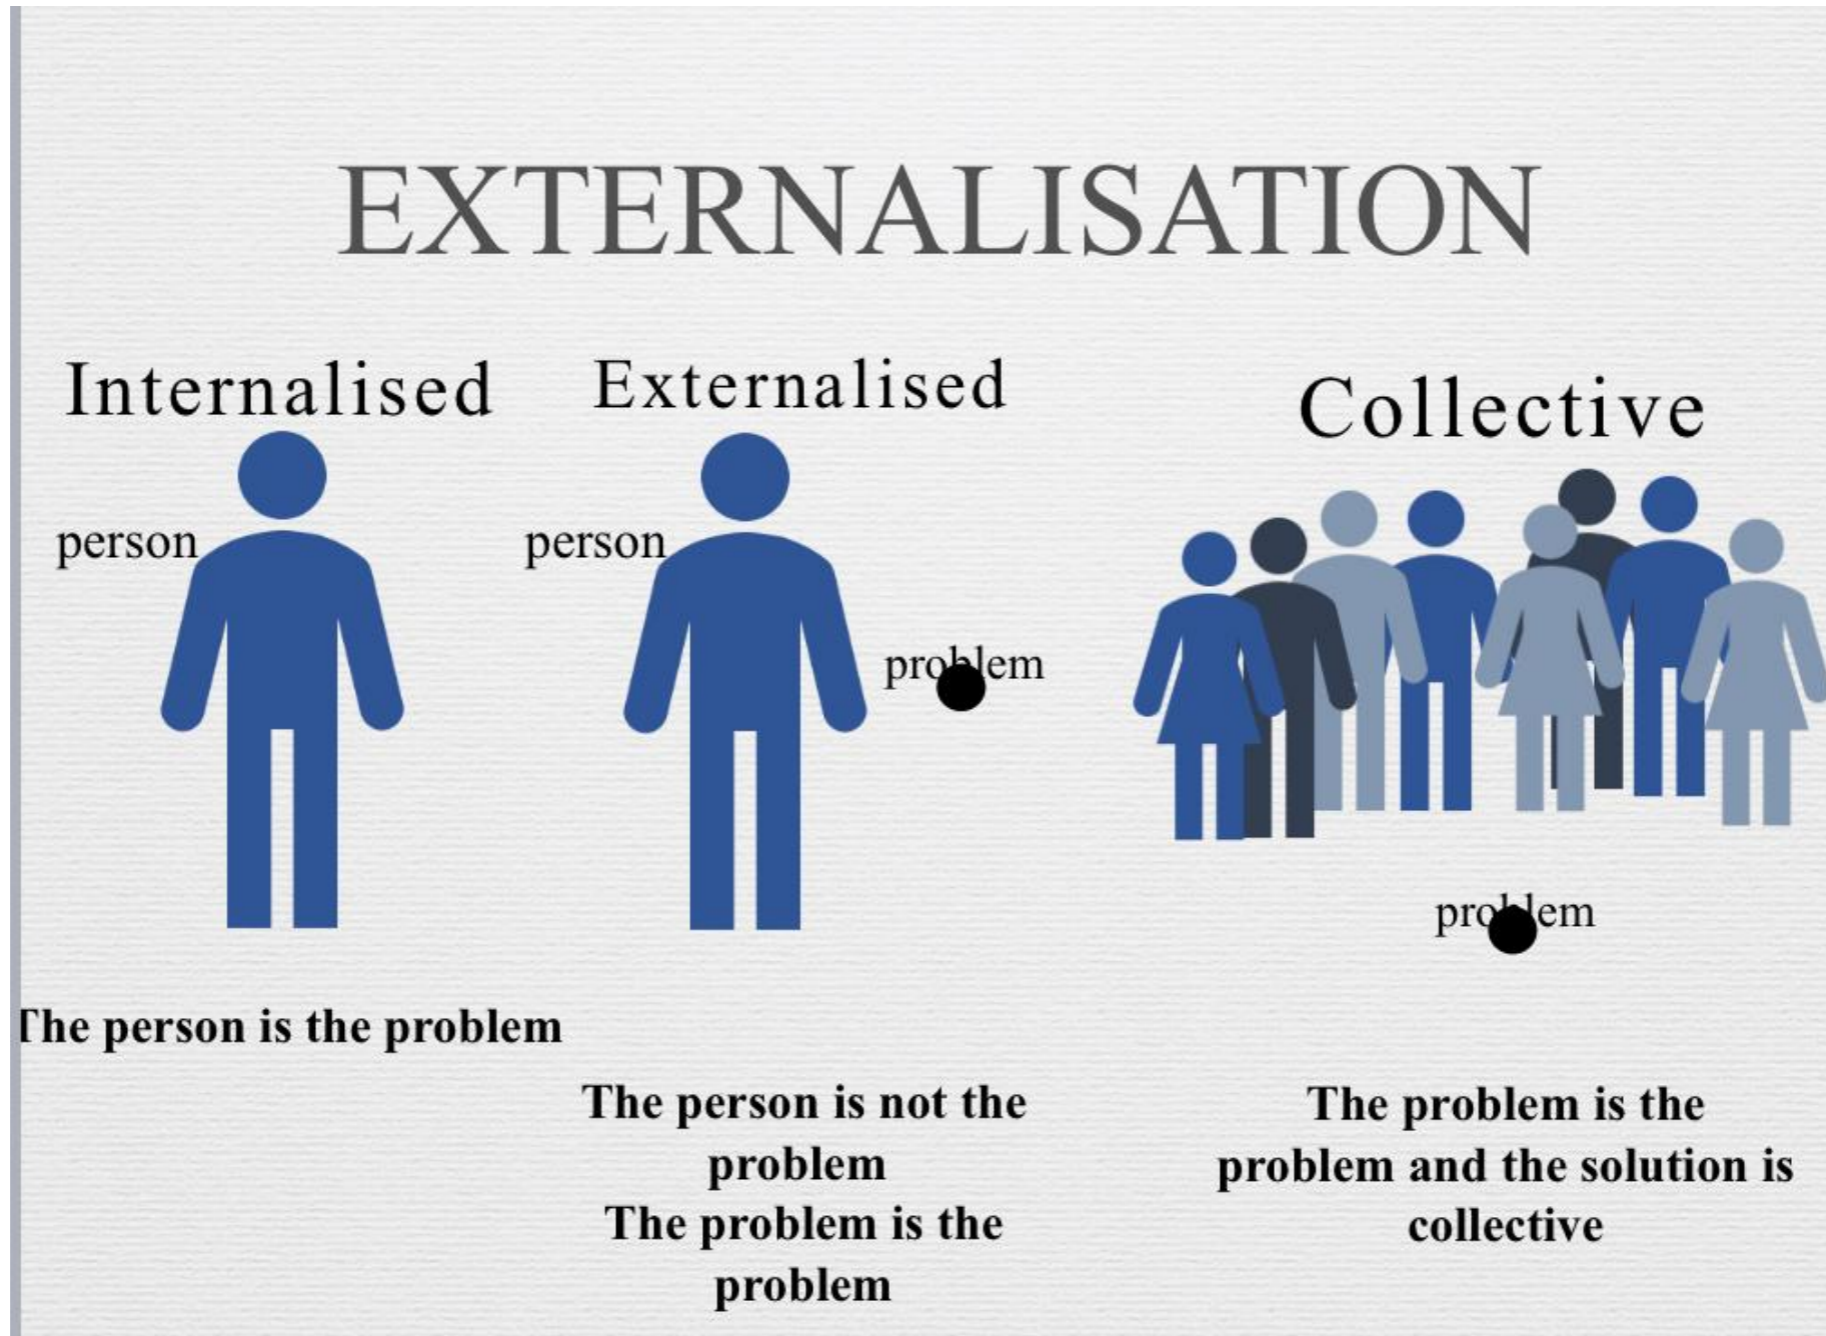 EXTERNALISATION
Internalised
person
The person is the problem
Externalised
person
problem
The person is not the
problem
The problem is the
problem
Collective
problem
The problem is the
problem and the solution is
collective